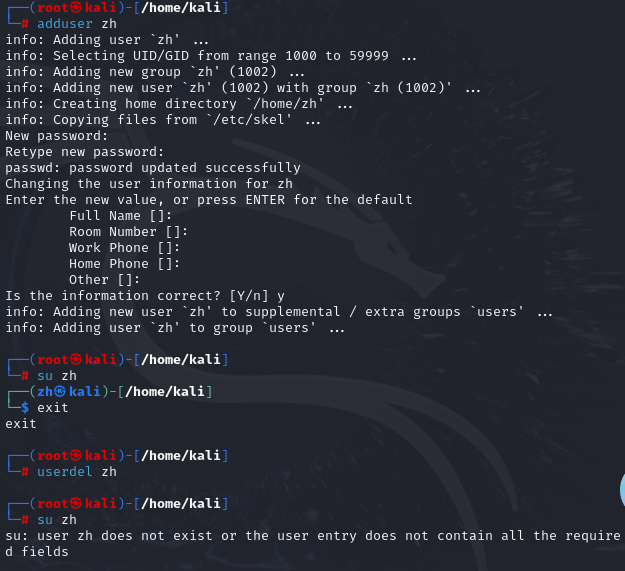 ┌──(root㉿kali)-[/home/kali]
└─# adduser zh
info: Adding user `zh' ...
info: Selecting UID/GID from range 1000 to 59999 ...
info: Adding new group `zh' (1002) ...
info: Adding new user `zh' (1002) with group `zh (1002)' ...
info: Creating home directory `/home/zh' ...
info: Copying files from `/etc/skel' ...
New password:
Retype new password:
passwd: password updated successfully
Changing the user information for zh
Enter the new value, or press ENTER for the default
        Full Name []:
        Room Number []:
        Work Phone []:
        Home Phone []:
        Other []:
Is the information correct? [Y/n] y
info: Adding new user `zh' to supplemental / extra groups `users' ...
info: Adding user `zh' to group `users' ...
┌──(root㉿kali)-[/home/kali]
└─# su zh
┌──(zh㉿kali)-[/home/kali]
└─$ exit
exit
┌──(root㉿kali)-[/home/kali]
└─# userdel zh
┌──(root㉿kali)-[/home/kali]
└─# su zh
su: user zh does not exist or the user entry does not contain all the require
d fields